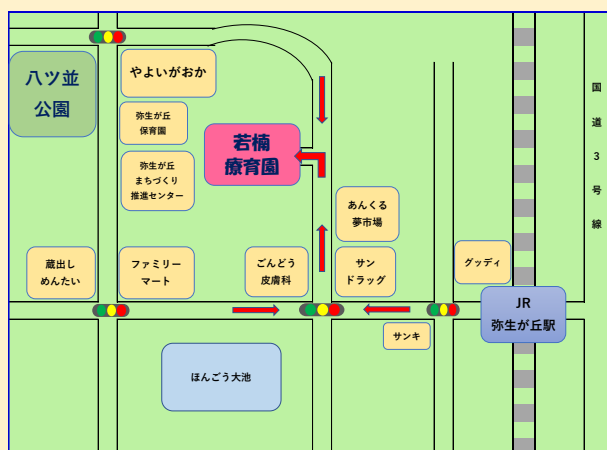 八ツ並
公園
やよいがおか
弥生が丘
保育園
弥生が丘
まちづくり
推進センター
若楠
療育園
あんくる
夢市場
国道3号線
蔵出し
めんたい
ファミリー
マート
ごんどう
皮膚科
サン
ドラッグ
グッディ
JR
弥生が丘駅
サンキ
ほんごう大池